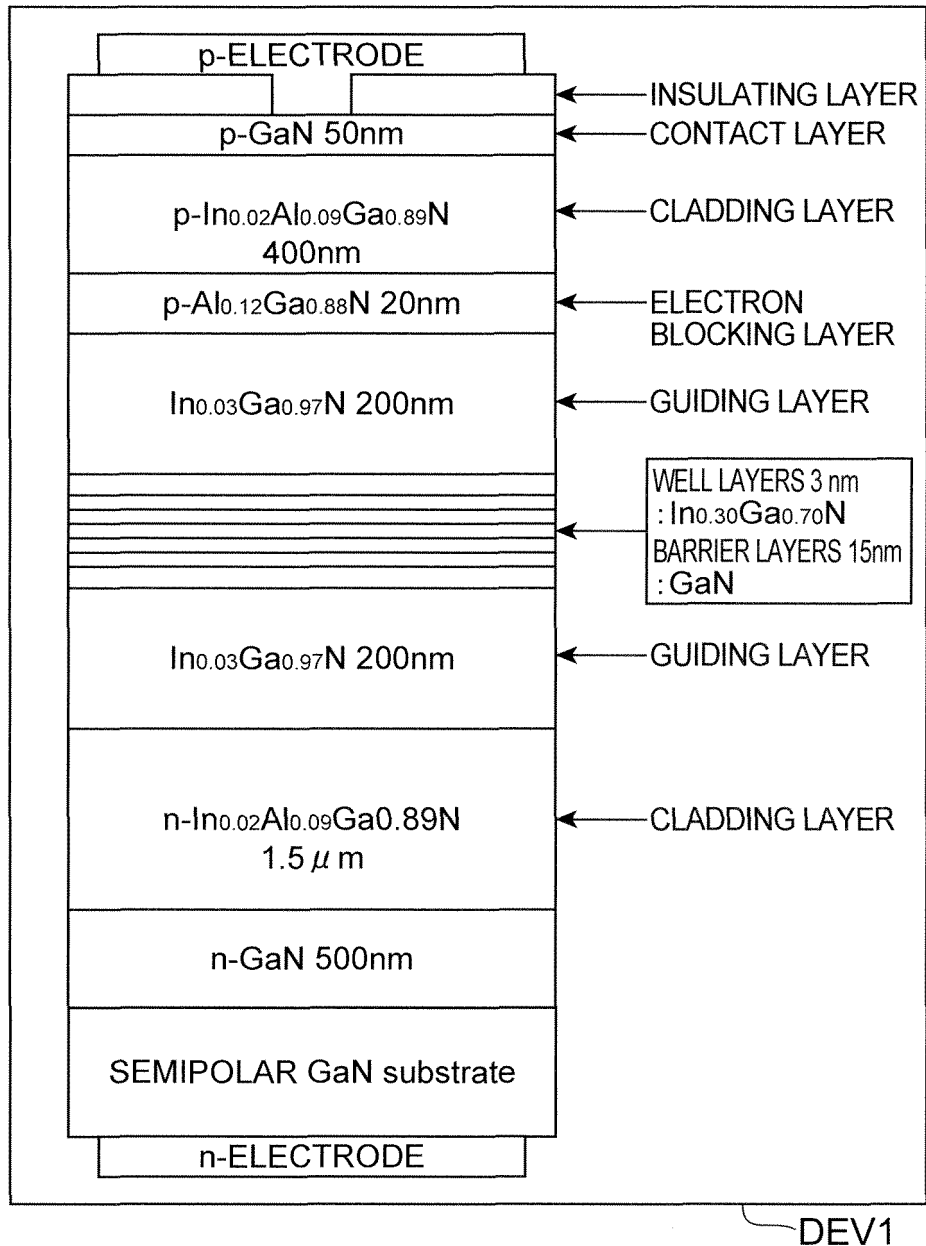 p-ELECTRODE
INSULATING LAYER
p-GaN 50nm
CONTACT LAYER
p-In0.02Al0.09Ga0.89N
400nm
CLADDING LAYER
p-Al0.12Ga0.88N 20nm
ELECTRON
BLOCKING LAYER
In0.03Ga0.97N 200nm
GUIDING LAYER
WELL LAYERS 3 nm
: In0.30Ga0.70N
BARRIER LAYERS 15nm
: GaN
In0.03Ga0.97N 200nm
GUIDING LAYER
n-In0.02Al0.09Ga0.89N
1.5 μ m
CLADDING LAYER
n-GaN 500nm
SEMIPOLAR GaN substrate
n-ELECTRODE
DEV1